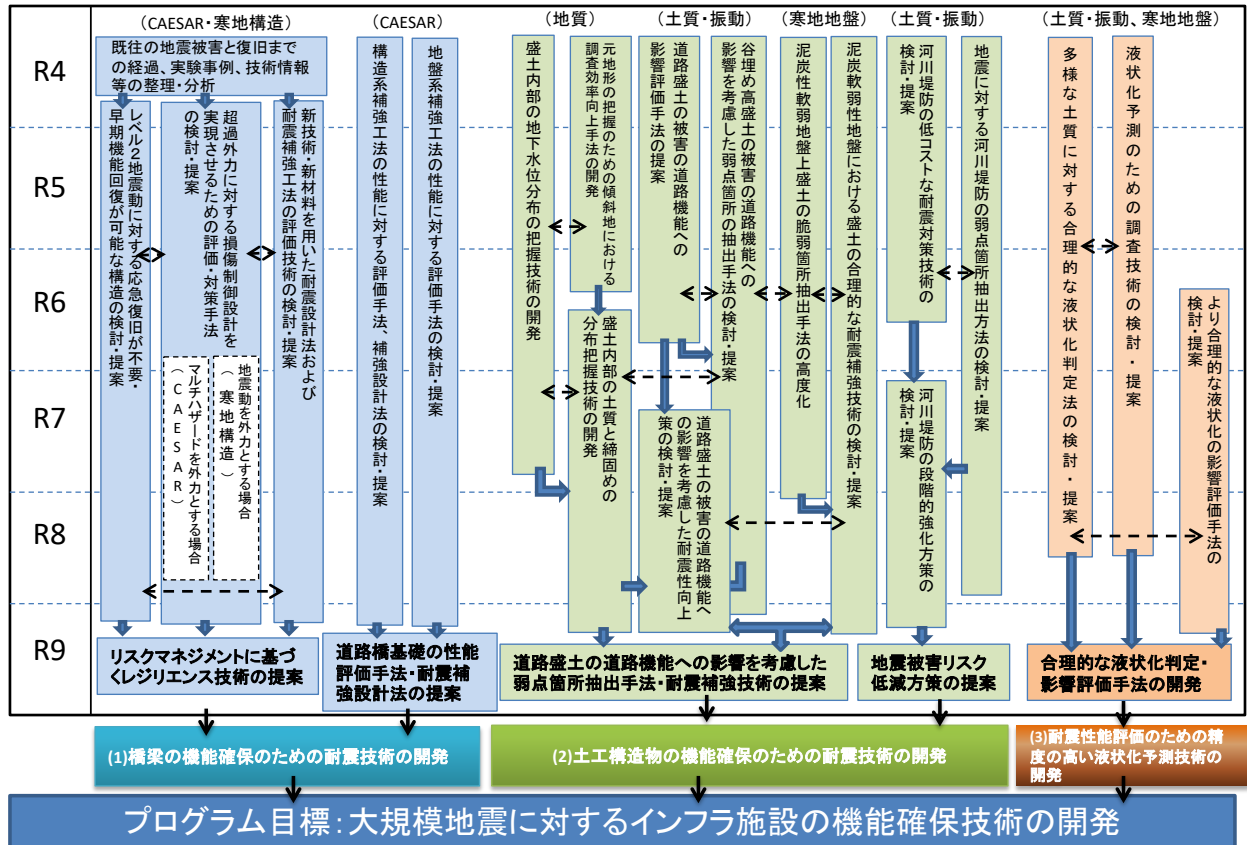 （CAESAR・寒地構造）
（CAESAR）
（地質）
（土質・振動）
（寒地地盤）
（土質・振動）
（土質・振動、寒地地盤）
R4
R5
R6
R7
R8
R9
既往の地震被害と復旧まで
の経過、実験事例、技術情報
等の整理・分析
レベル２地震動に対する応急復旧が不要・
早期機能回復が可能な構造の検討・提案
超過外力に対する損傷制御設計を
実現させるための評価・対策手法
の検討・提案
新技術・新材料を用いた耐震設計法および
耐震補強工法の評価技術の検討・提案
地震動を外力とする場合
（寒地構造）
マルチハザードを外力とする場合
（CAESAR）
構造系補強工法の性能に対する評価手法、補強設計法の検討・提案
地盤系補強工法の性能に対する評価手法の検討・提案
盛土内部の地下水位分布の把握技術の開発
元地形の把握のための傾斜地における
調査効率向上手法の開発
盛土内部の土質と締固めの
分布把握技術の開発
道路盛土の被害の道路機能への
影響評価手法の提案
谷埋め高盛土の被害の道路機能への
影響を考慮した弱点箇所の抽出手法の検討・提案
道路盛土の被害の道路機能へ
の影響を考慮した耐震性向上
策の検討・提案
泥炭性軟弱地盤上盛土の脆弱箇所抽出手法の高度化
泥炭軟弱性地盤における盛土の合理的な耐震補強技術の検討・提案
河川堤防の低コストな耐震対策技術の
検討・提案
河川堤防の段階的強化方策の
検討・提案
地震に対する河川堤防の弱点箇所抽出方法の検討・提案
多様な土質に対する合理的な液状化判定法の検討・提案
液状化予測のための調査技術の検討・提案
より合理的な液状化の影響評価手法の
検討・提案
リスクマネジメントに基づ
くレジリエンス技術の提案
道路橋基礎の性能
評価手法・耐震補
強設計法の提案
道路盛土の道路機能への影響を考慮した
弱点箇所抽出手法・耐震補強技術の提案
地震被害リスク
低減方策の提案
合理的な液状化判定・
影響評価手法の開発
(1)橋梁の機能確保のための耐震技術の開発
(2)土工構造物の機能確保のための耐震技術の開発
(3)耐震性能評価のための精
度の高い液状化予測技術の
開発
プログラム目標：大規模地震に対するインフラ施設の機能確保技術の開発